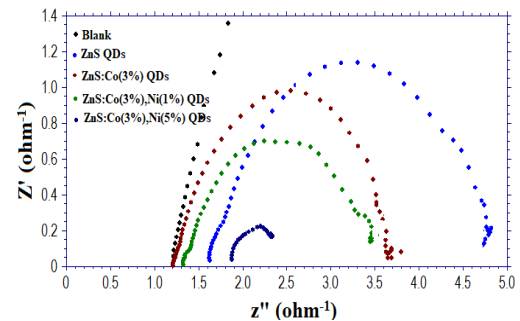 1.4
1.2
1.0
0.8
0.6
0.4
0.2
0
Z' (ohm⁻¹)
Blank
ZnS QDs
ZnS:Co(3%) QDs
ZnS:Co(3%),Ni(1%) QDs
ZnS:Co(3%),Ni(5%) QDs
0 0.5 1.0 1.5 2.0 2.5 3.0 3.5 4.0 4.5 5.0
z" (ohm⁻¹)